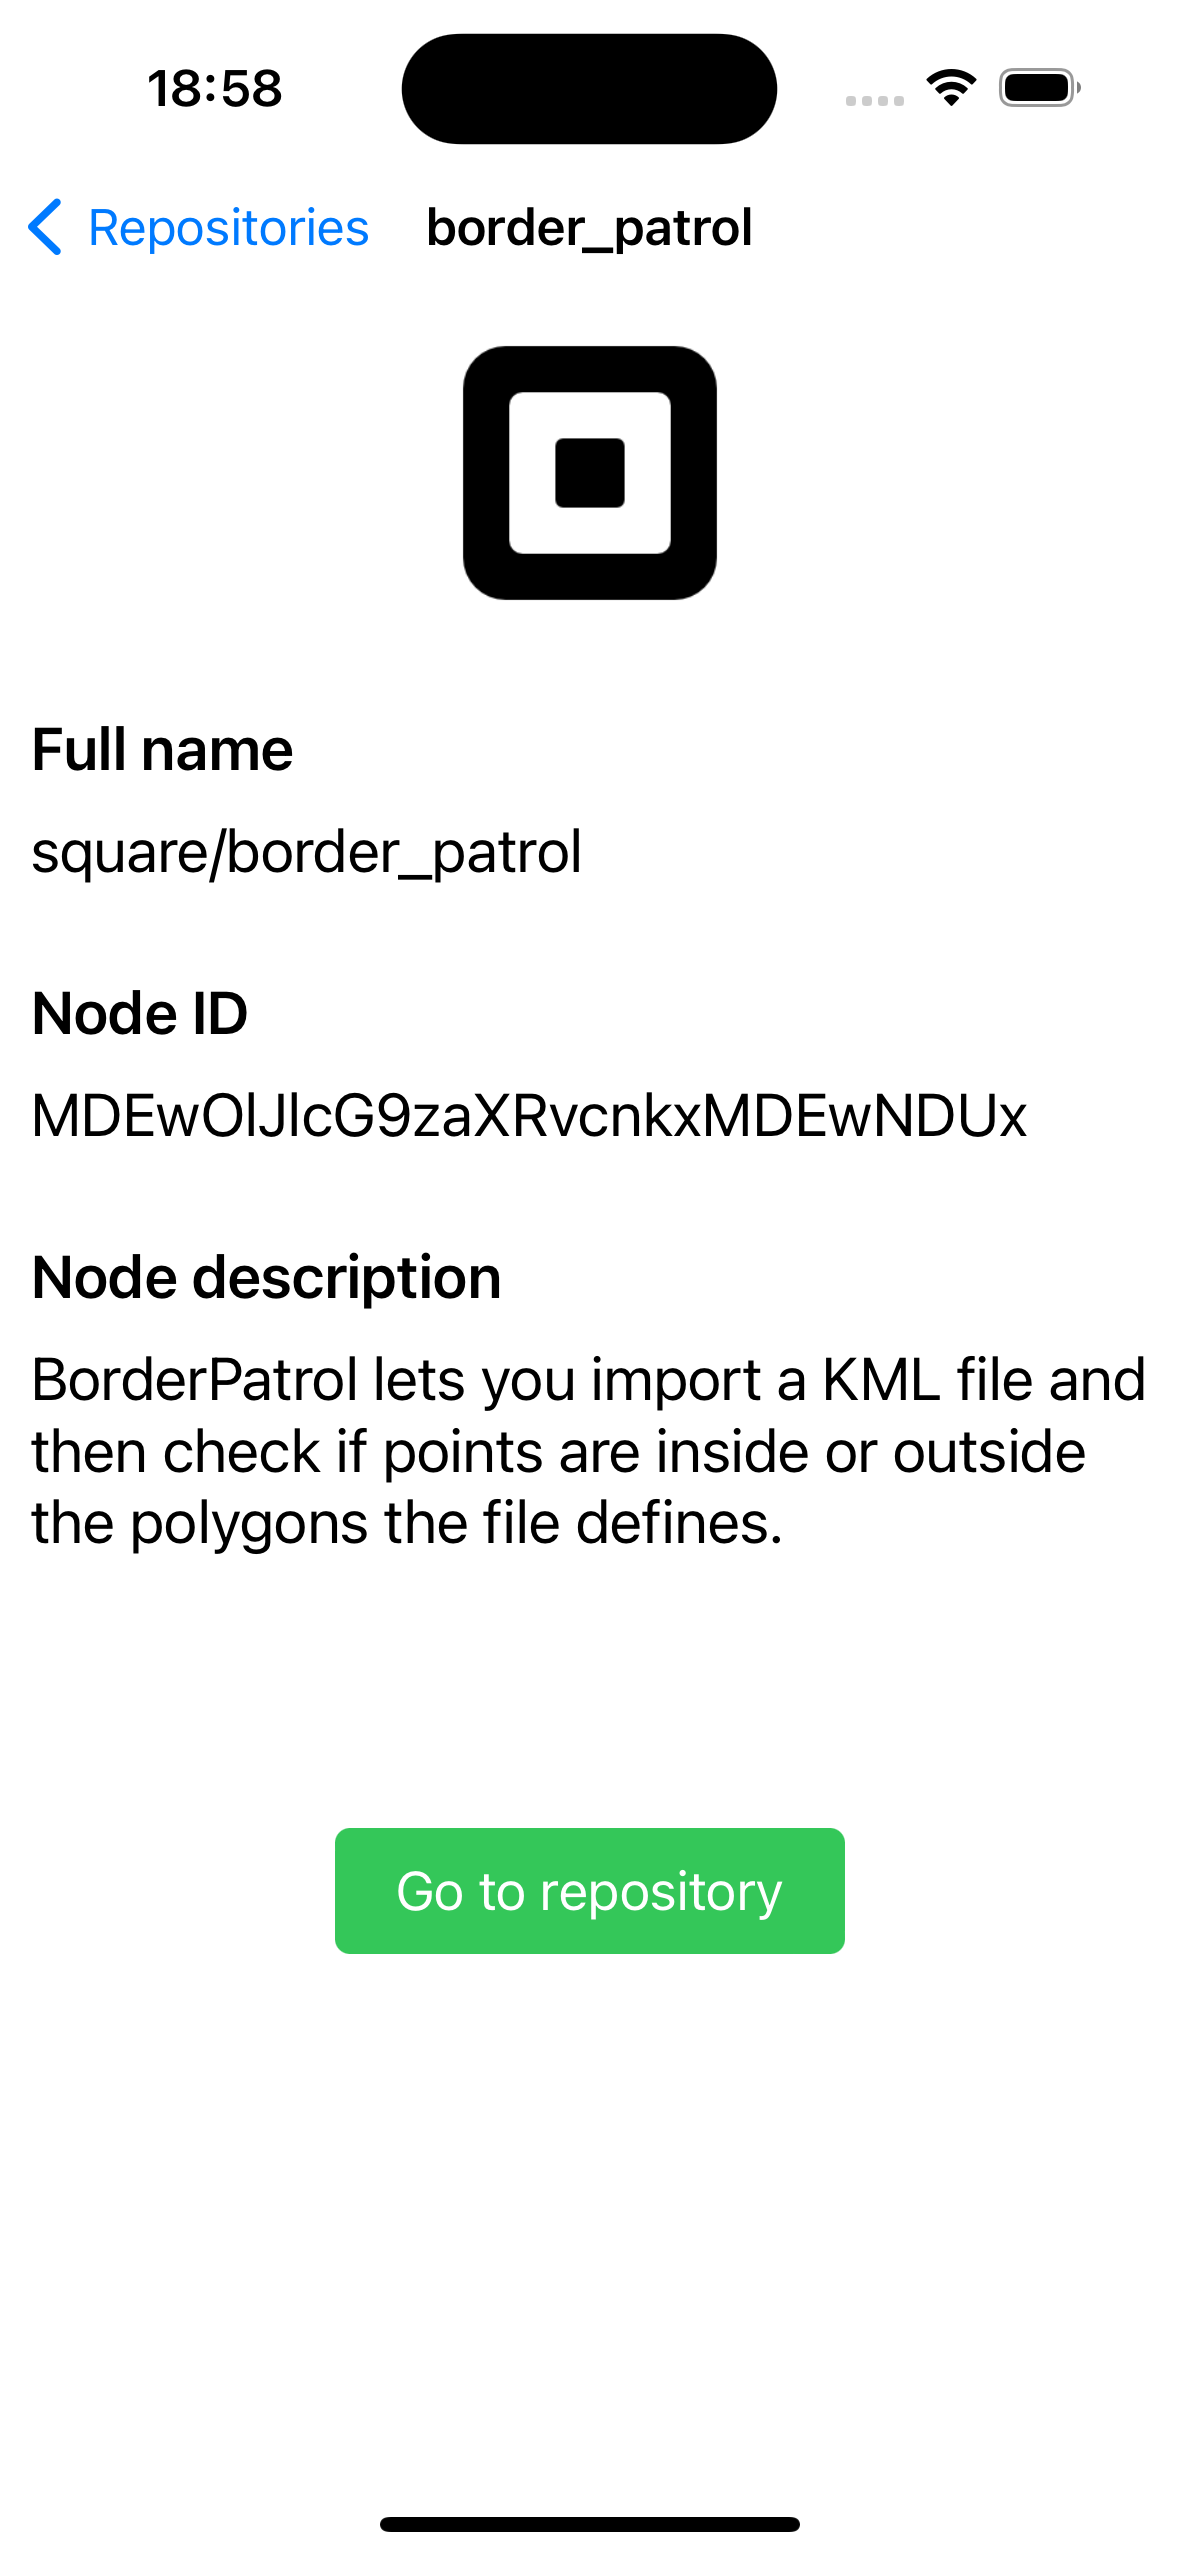 18:58
Repositories border_patrol
Full name
square/border_patrol
Node ID
MDEwOlJlcG9zaXRvcnkxMDEwNDUx
Node description
BorderPatrol lets you import a KML file and
then check if points are inside or outside
the polygons the file defines.
Go to repository